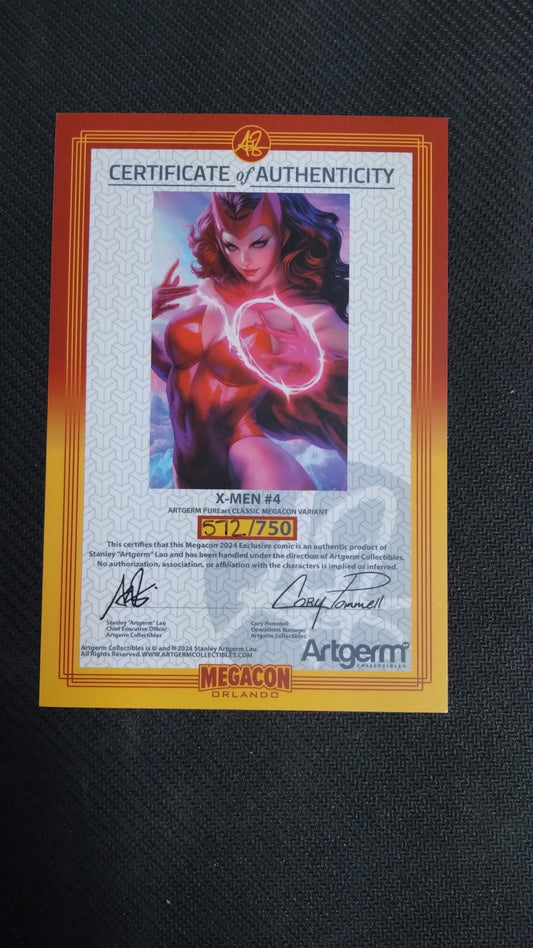 CERTIFICATE of AUTHENTICITY
X-MEN #4
ARTGERM PUREart CLASSIC MEGACON VARIANT
572/750
This certifies that this Megacon 2024 Exclusive comic is an authentic product of
Stanley "Artgerm" Lau and has been handled under the direction of Artgerm Collectibles.
No authorization, association, or affiliation with the characters is implied or inferred.
Cory Pommell
Stanley "Artgerm" Lau
Chief Executive Officer
Artgerm Collectibles
Cory Pommell
Operations Manager
Artgerm Collectibles
Artgerm
COLLECTIBLES
Artgerm Collectibles is © and ® 2024 Stanley Artgerm Lau.
All Rights Reserved.WWW.ARTGERMCOLLECTIBLES.COM
MEGACON
ORLANDO